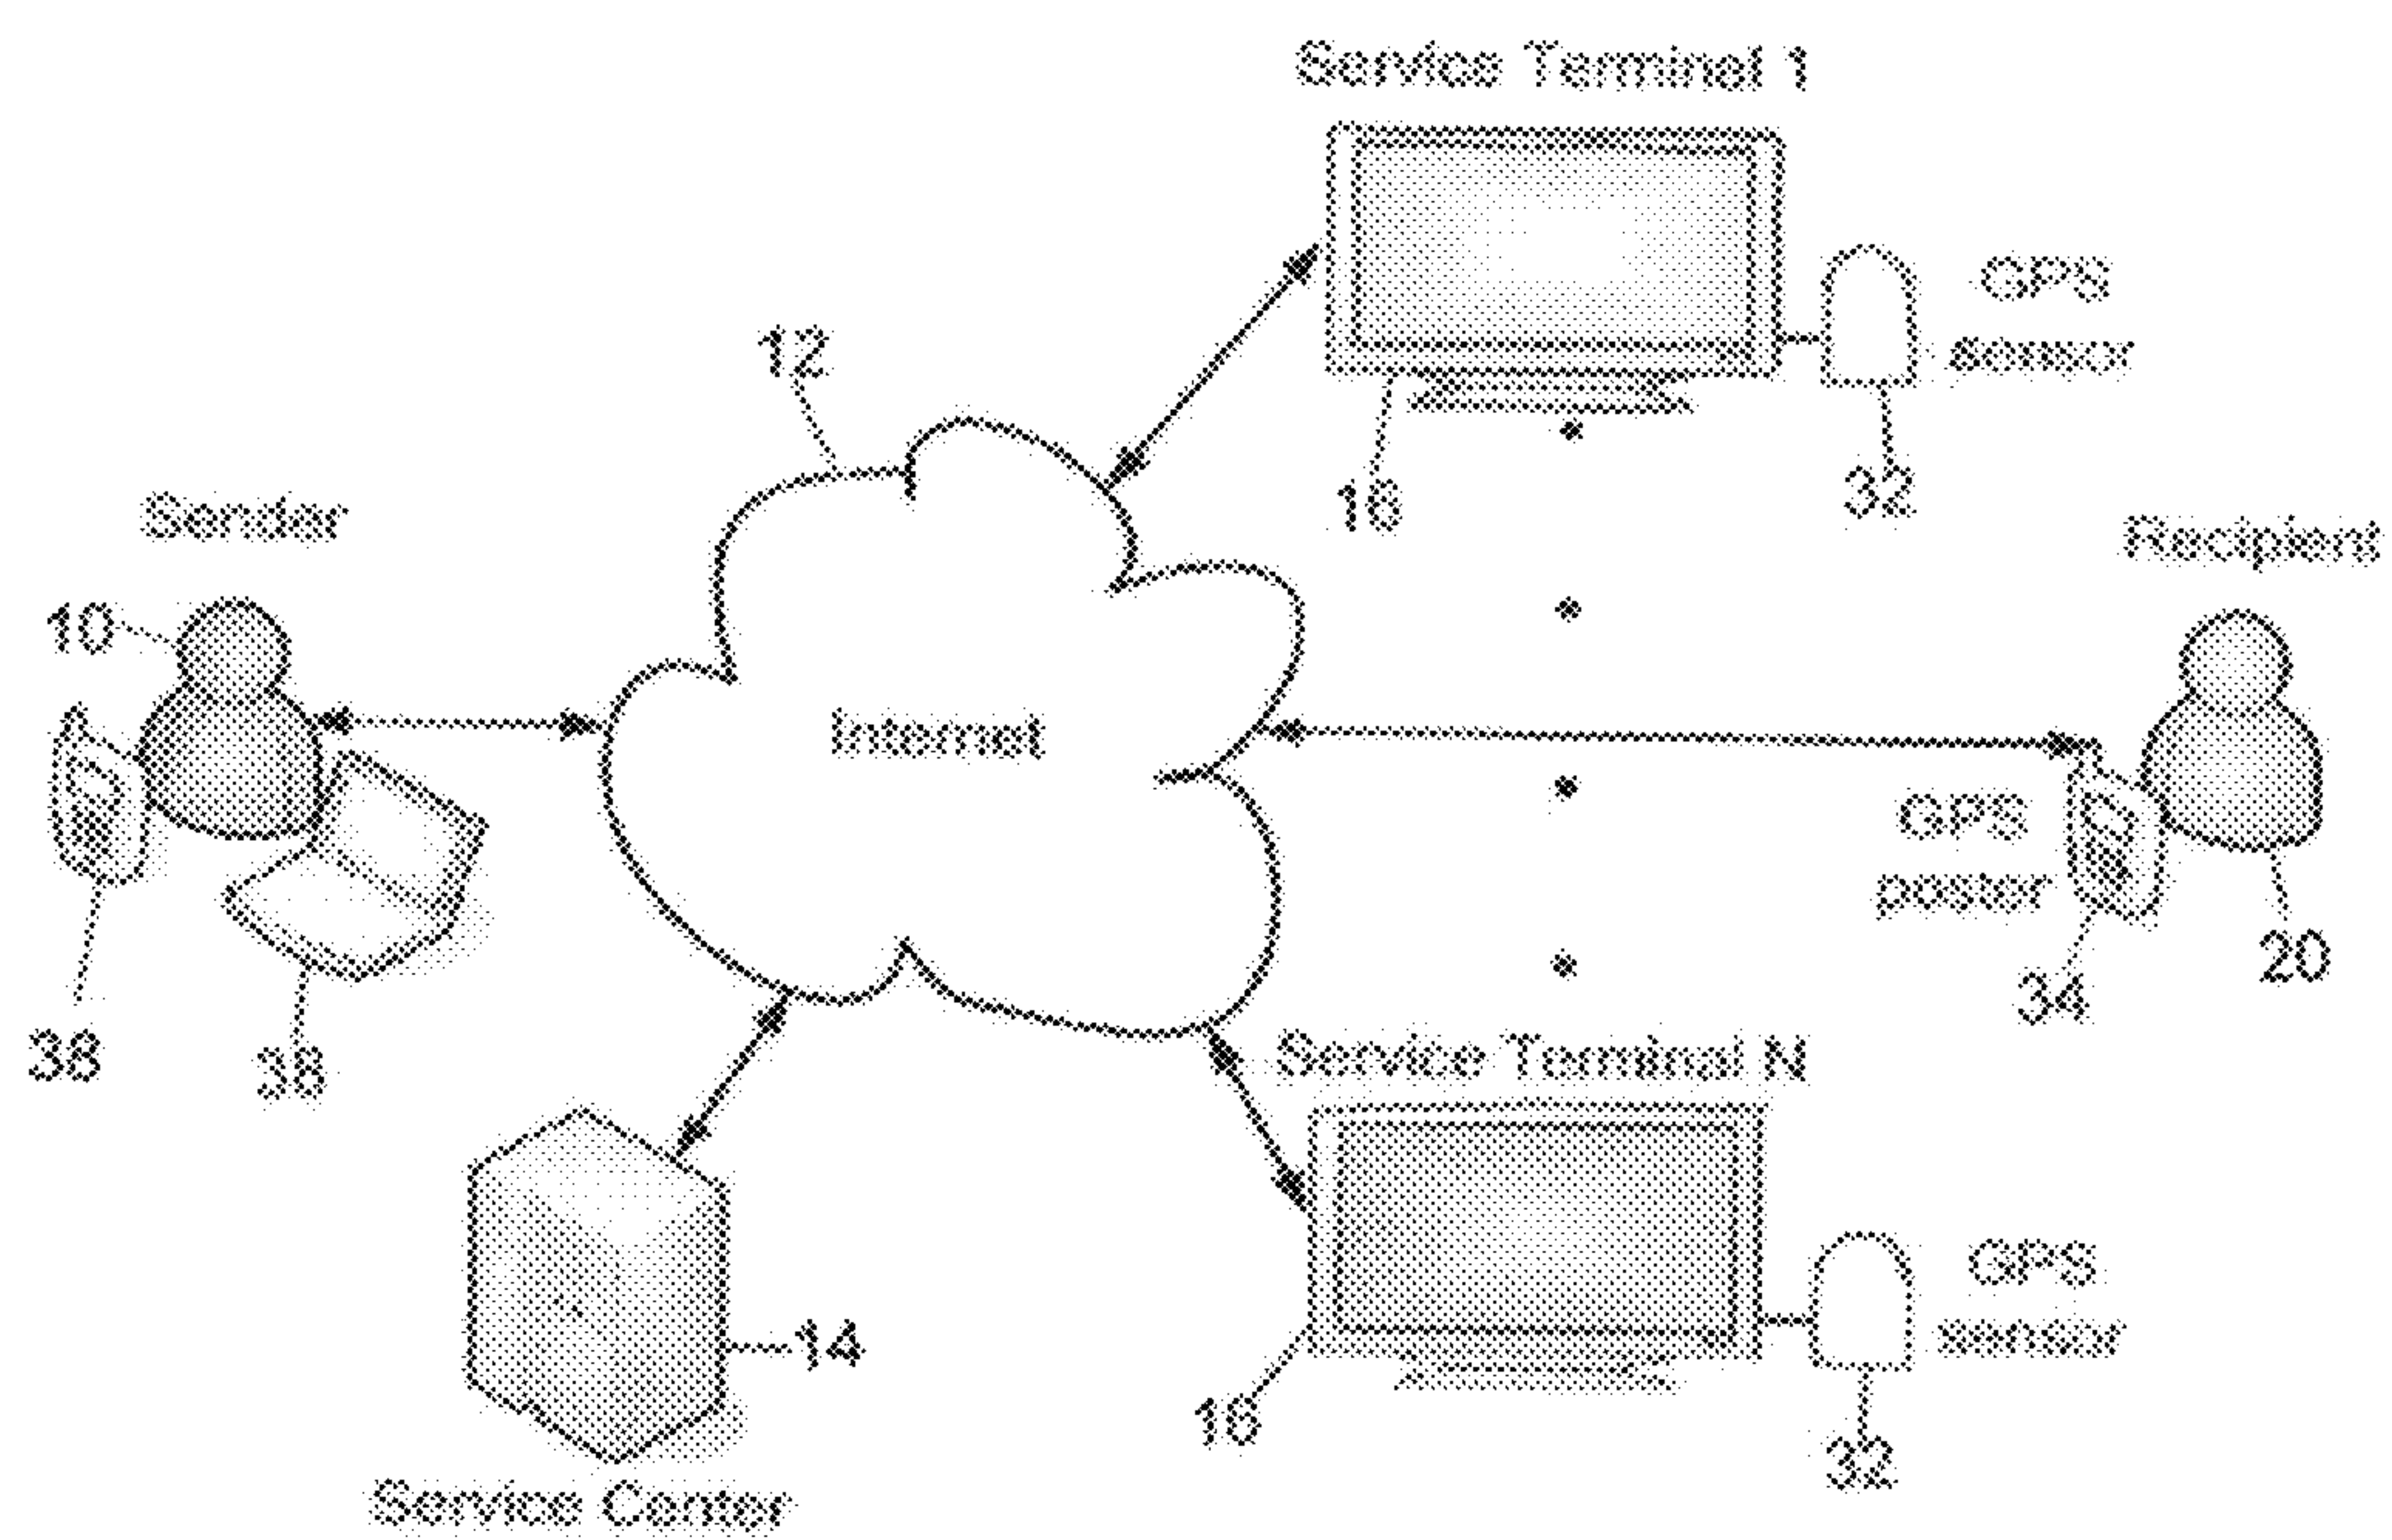 Service Terminal 1
GPS
sensor
12
16
32
Sender
Recipient
10
Internet
GPS
poster
20
34
38
38
Service Terminal N
GPS
sensor
14
16
32
Service Center